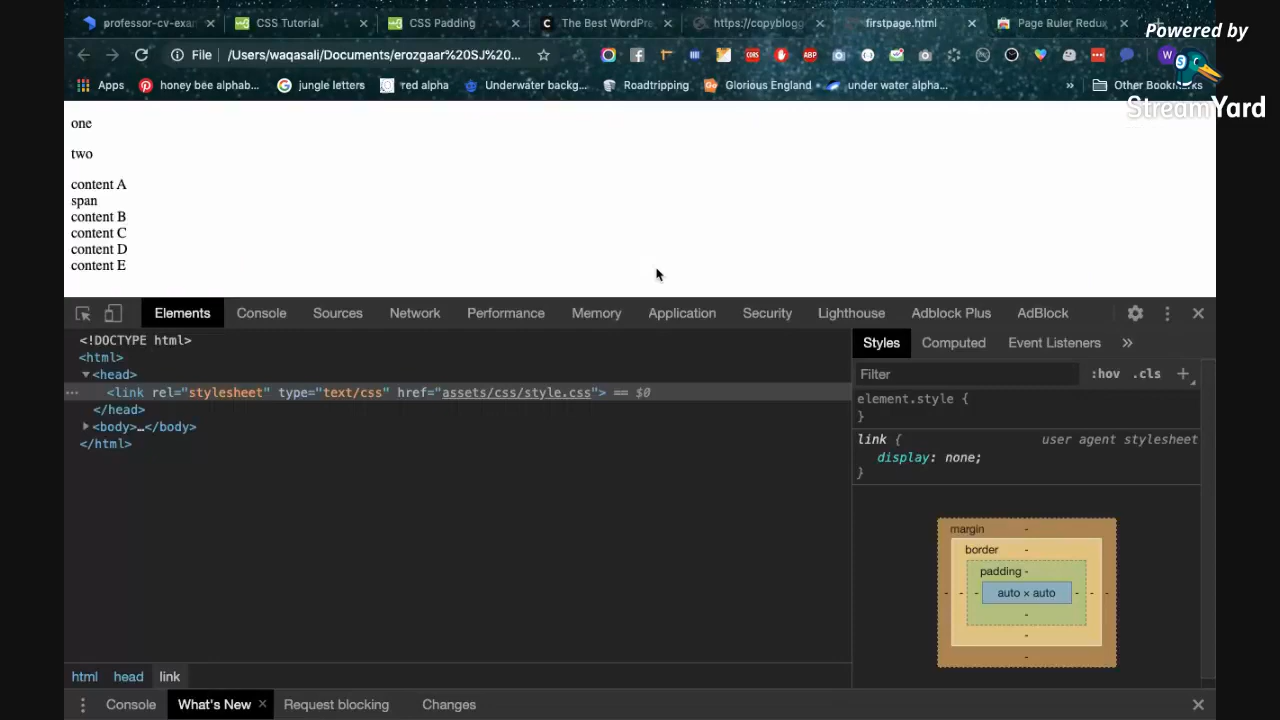 professor-cv-exan × CSS Tutorial × CSS Padding × The Best WordPre × https://copyblogg × firstpage.html × Page Ruler Redux ×
Powered by
File /Users/waqasali/Documents/erozgaar%20SJ%20...
Apps honey bee alphab... jungle letters red alpha Underwater backg... Roadtripping Glorious England under water alpha... » Other Bookmarks
StreamYard
one
two
content A
span
content B
content C
content D
content E
Elements Console Sources Network Performance Memory Application Security Lighthouse Adblock Plus AdBlock
<!DOCTYPE html>
<html>
▼<head>
<link rel="stylesheet" type="text/css" href="assets/css/style.css"> == $0
</head>
▶<body>…</body>
</html>
Styles Computed Event Listeners »
Filter :hov .cls +
element.style {
}
link { user agent stylesheet
display: none;
}
margin -
border -
padding -
- - - auto × auto - - -
-
-
-
html head link
Console What's New × Request blocking Changes